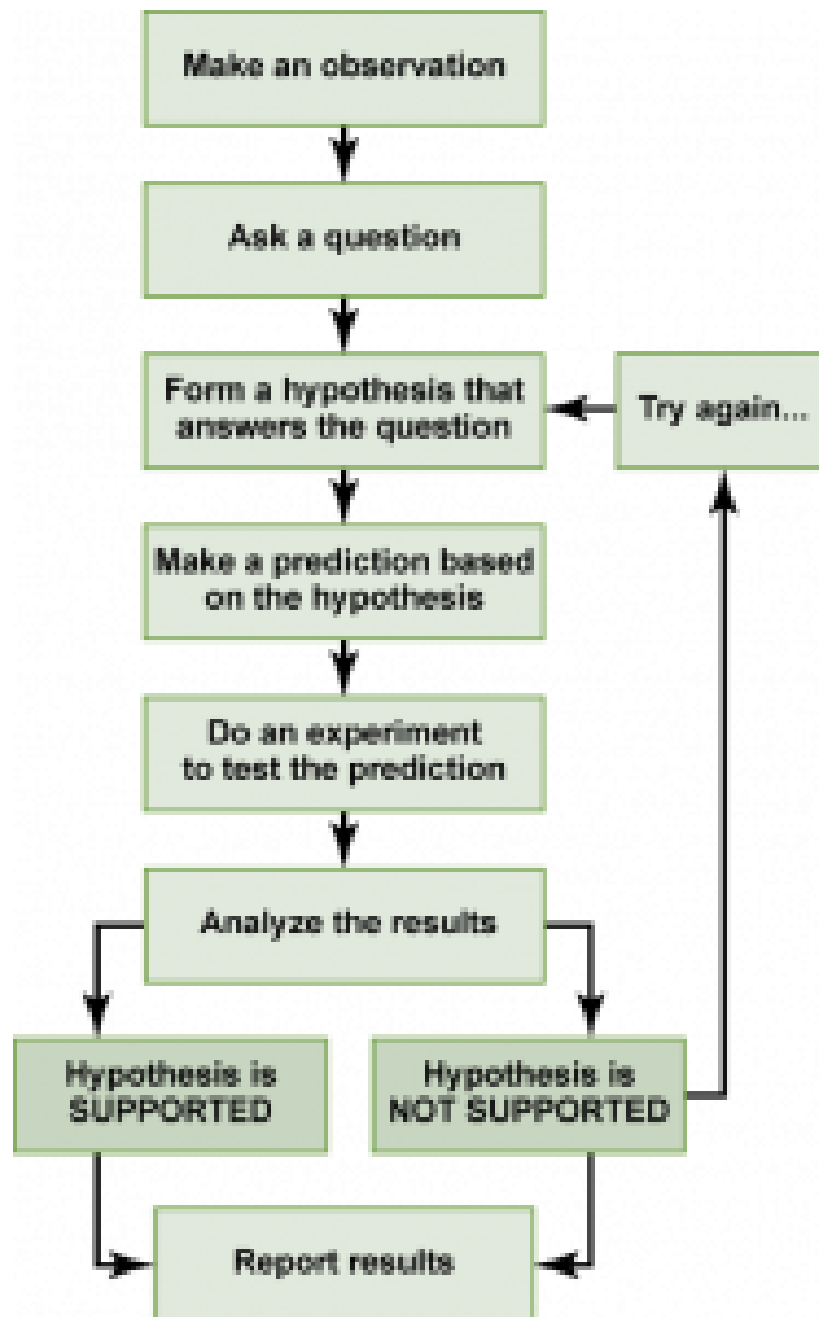 Make an observation
Ask a question
Form a hypothesis that
answers the question
Try again...
Make a prediction based
on the hypothesis
Do an experiment
to test the prediction
Analyze the results
Hypothesis is
SUPPORTED
Hypothesis is
NOT SUPPORTED
Report results